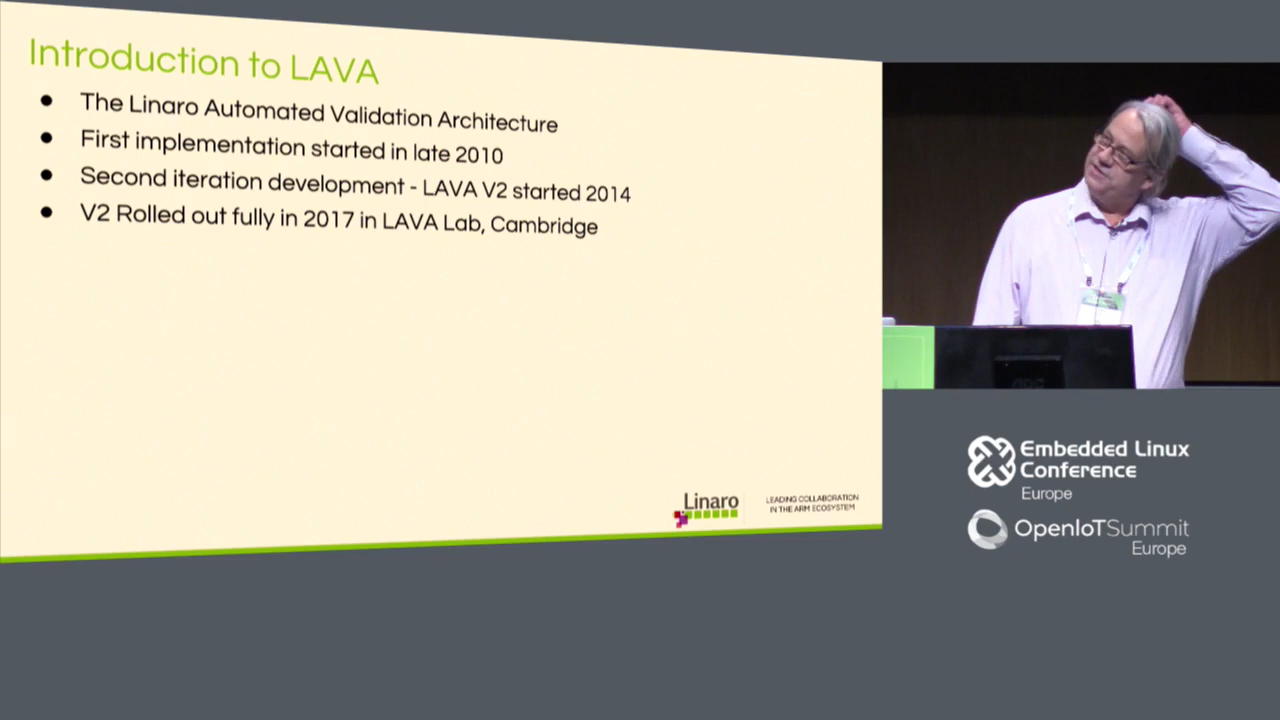 Introduction to LAVA
The Linaro Automated Validation Architecture
First implementation started in late 2010
Second iteration development - LAVA V2 started 2014
V2 Rolled out fully in 2017 in LAVA Lab, Cambridge
Linaro
LEADING COLLABORATION
IN THE ARM ECOSYSTEM
Embedded Linux
Conference
Europe
OpenIoTSummit
Europe